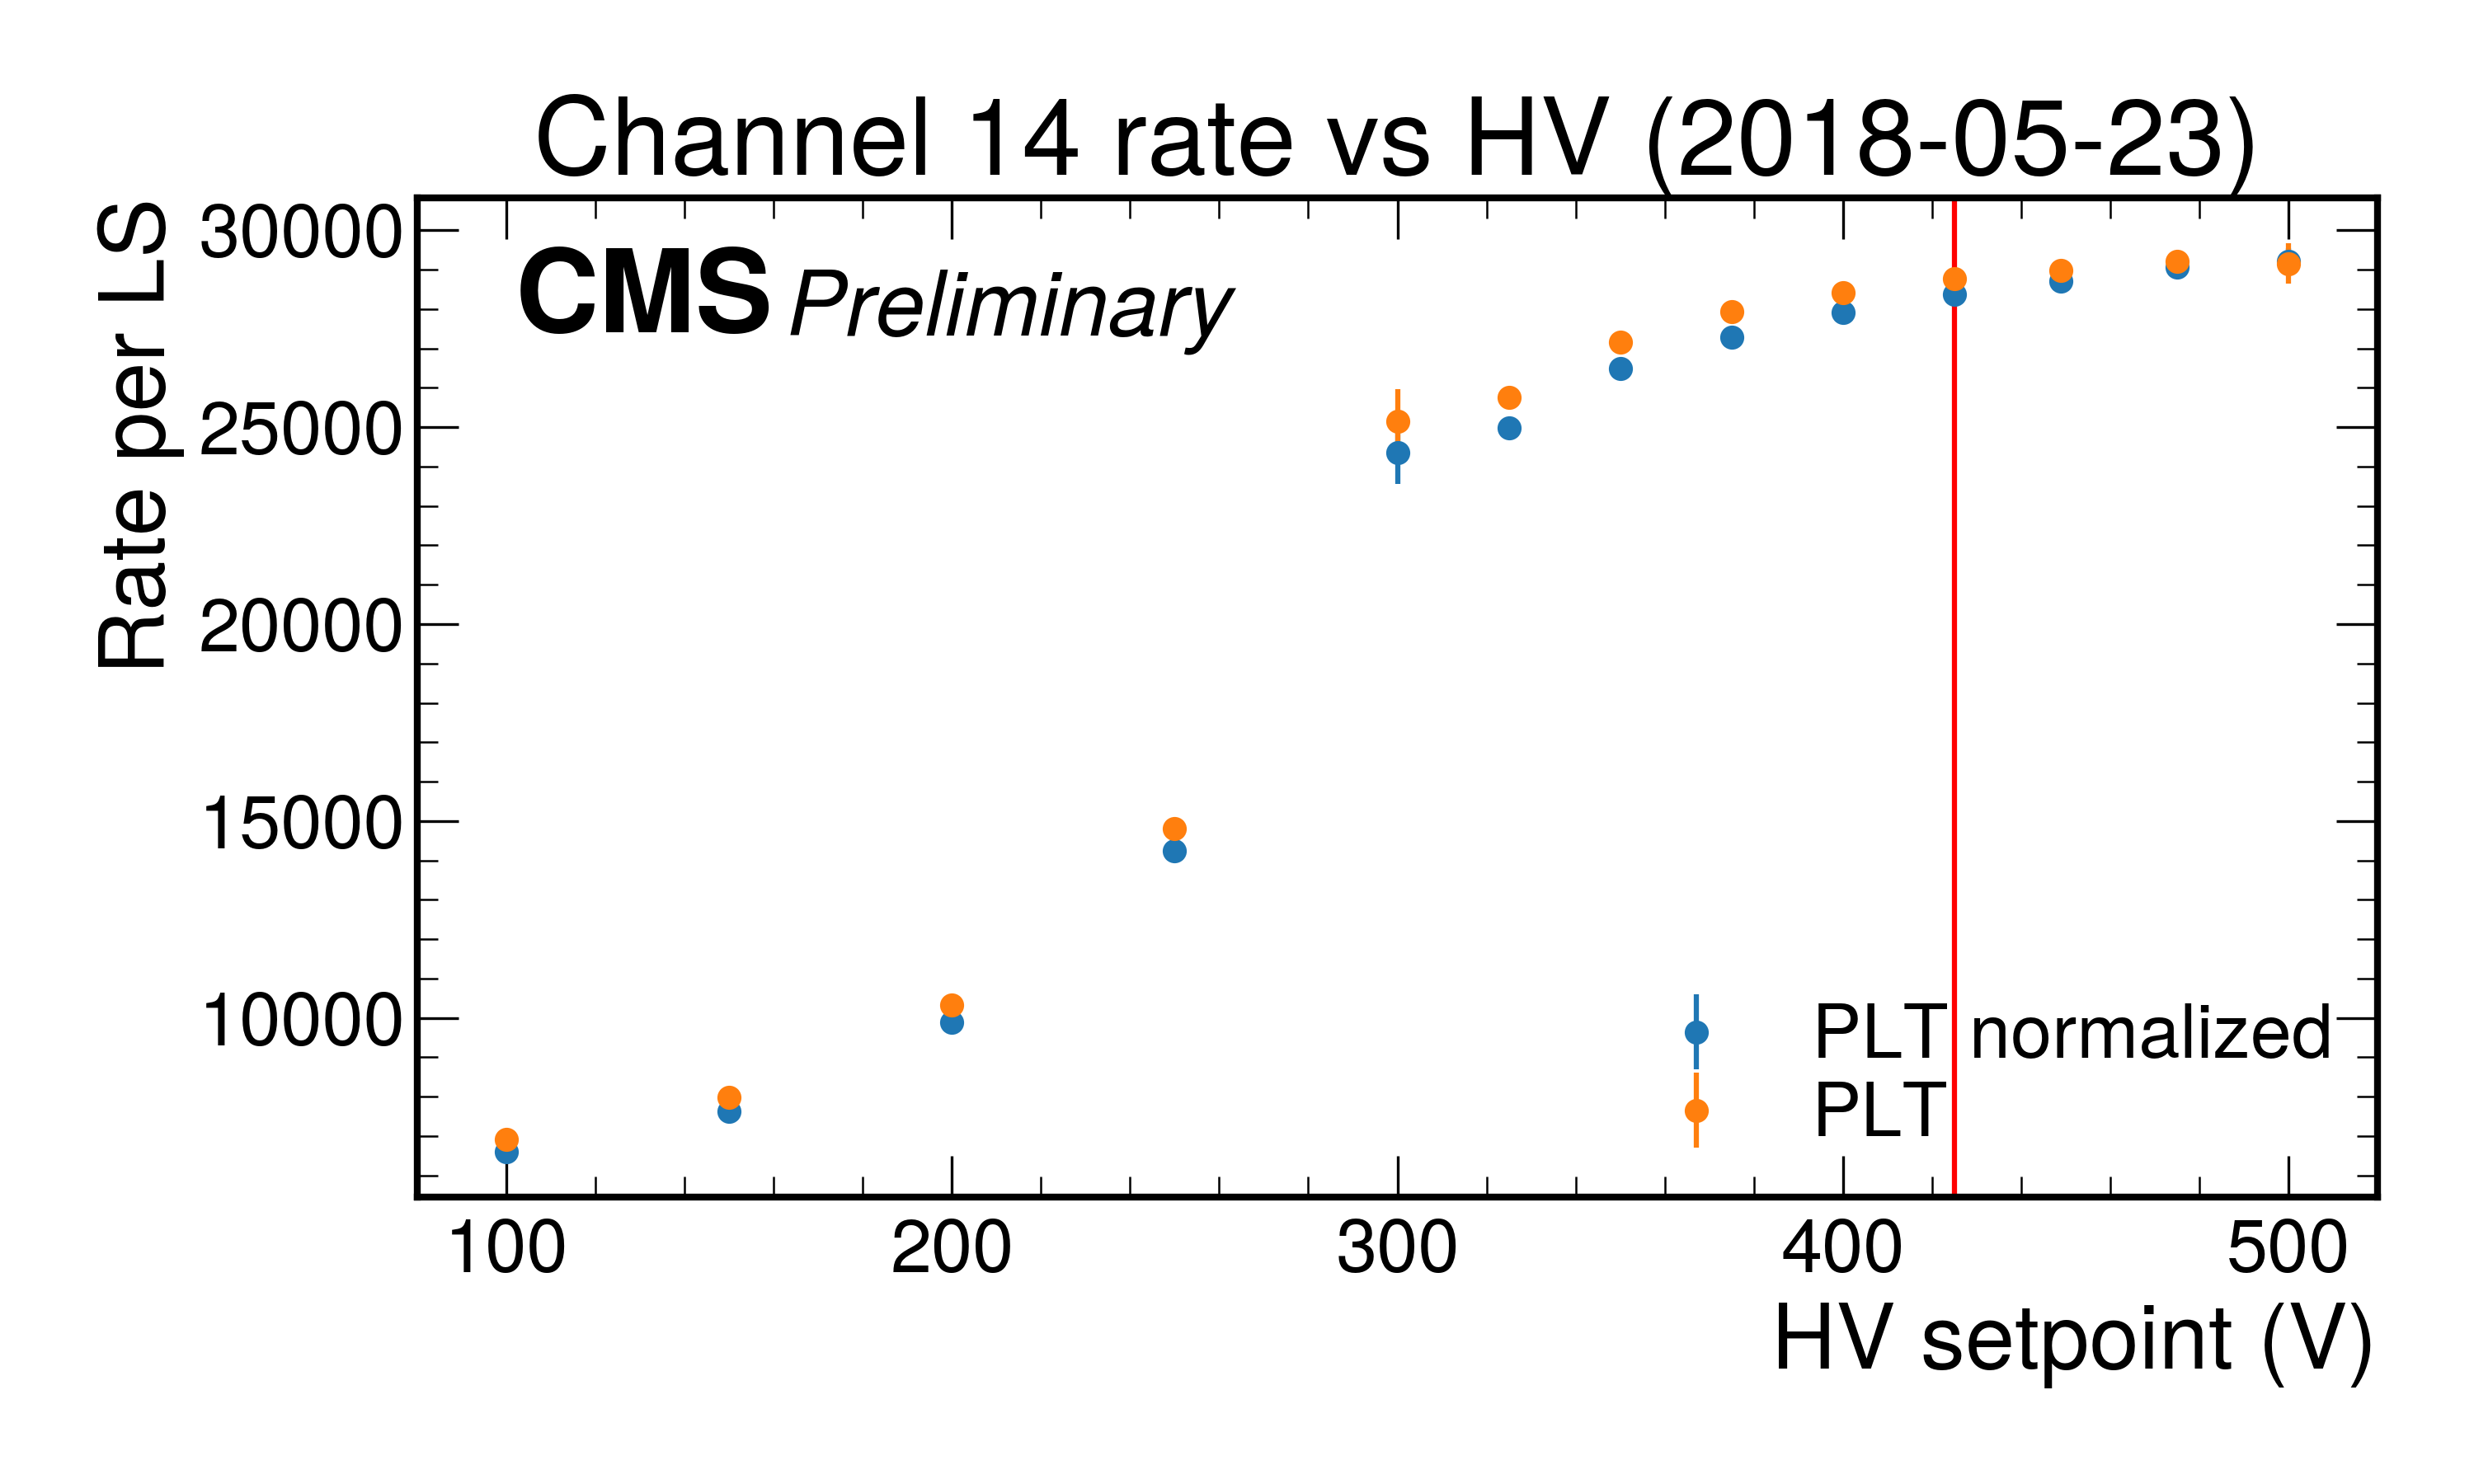 Channel 14 rate vs HV (2018-05-23)
CMS Preliminary
Rate per LS
30000
25000
20000
15000
10000
PLT normalized
PLT
100 200 300 400 500
HV setpoint (V)